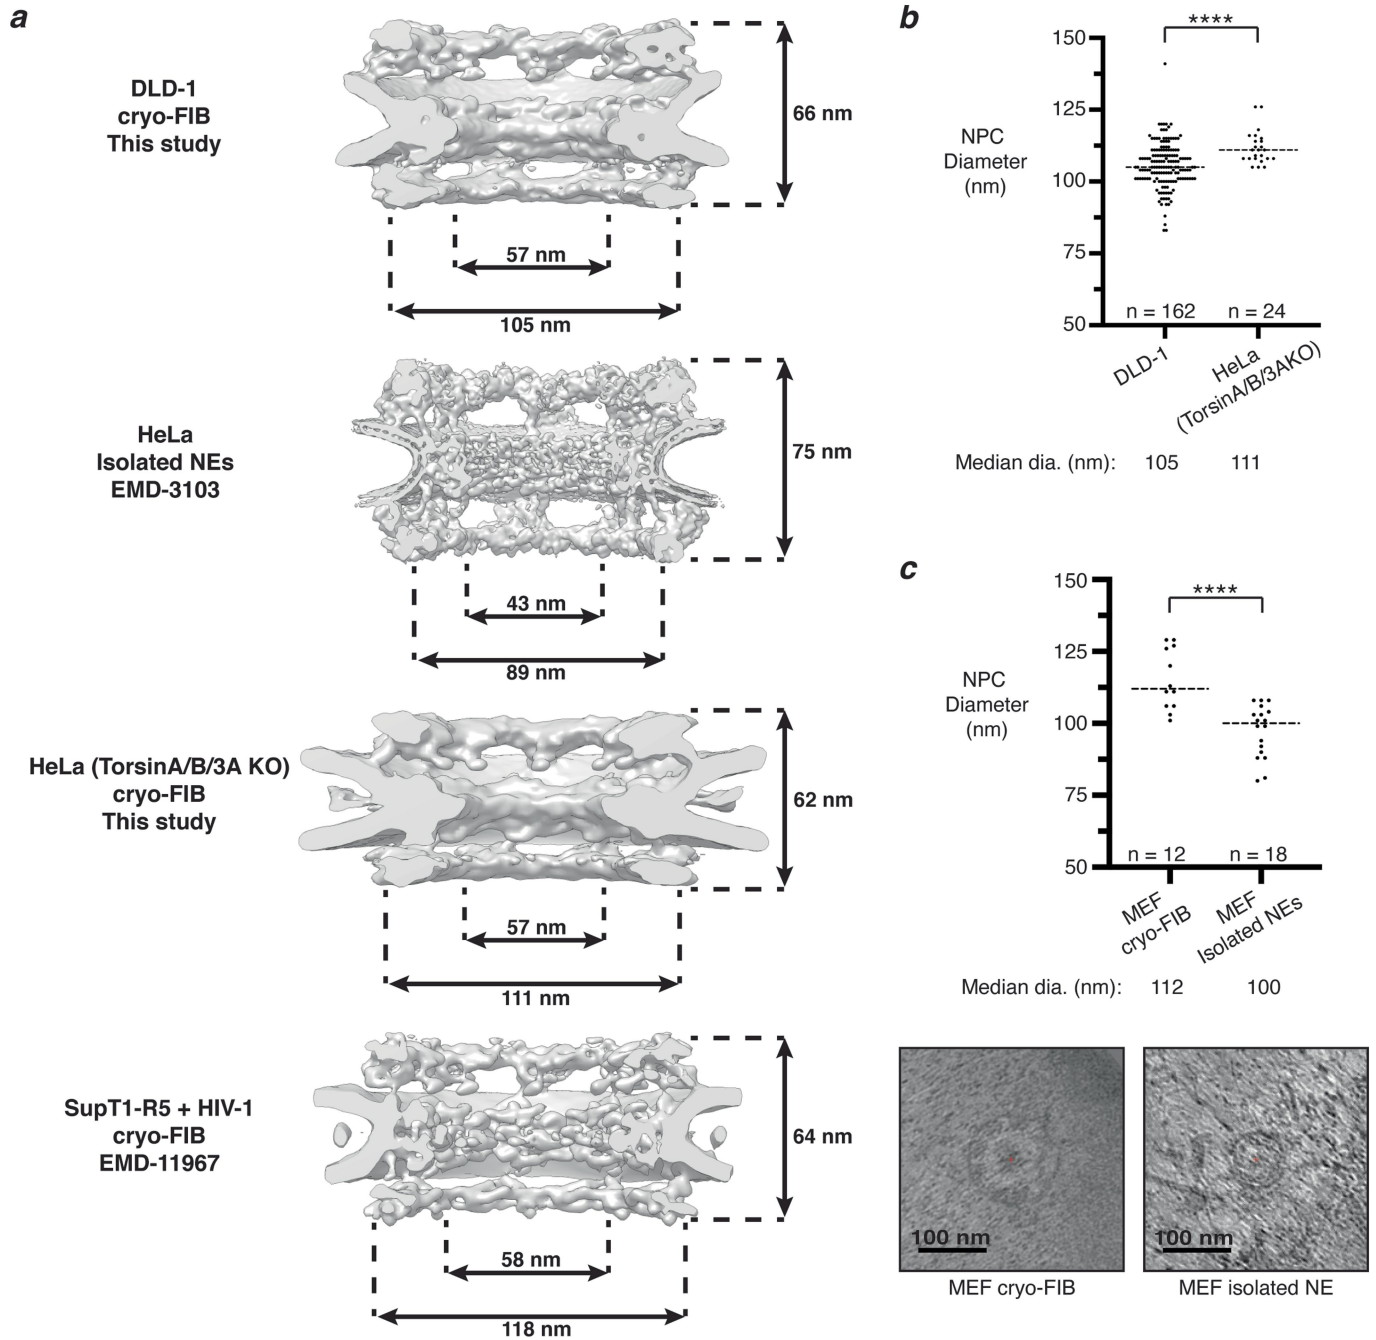 a
DLD-1
cryo-FIB
This study
66 nm
57 nm
105 nm
HeLa
Isolated NEs
EMD-3103
75 nm
43 nm
89 nm
HeLa (TorsinA/B/3A KO)
cryo-FIB
This study
62 nm
57 nm
111 nm
SupT1-R5 + HIV-1
cryo-FIB
EMD-11967
64 nm
58 nm
118 nm
b
****
150
125
100
75
50
NPC
Diameter
(nm)
n = 162
n = 24
DLD-1
HeLa
(TorsinA/B/3AKO)
Median dia. (nm): 105 111
c
****
150
125
100
75
50
NPC
Diameter
(nm)
n = 12
n = 18
MEF
cryo-FIB
MEF
Isolated NEs
Median dia. (nm): 112 100
100 nm
100 nm
MEF cryo-FIB
MEF isolated NE